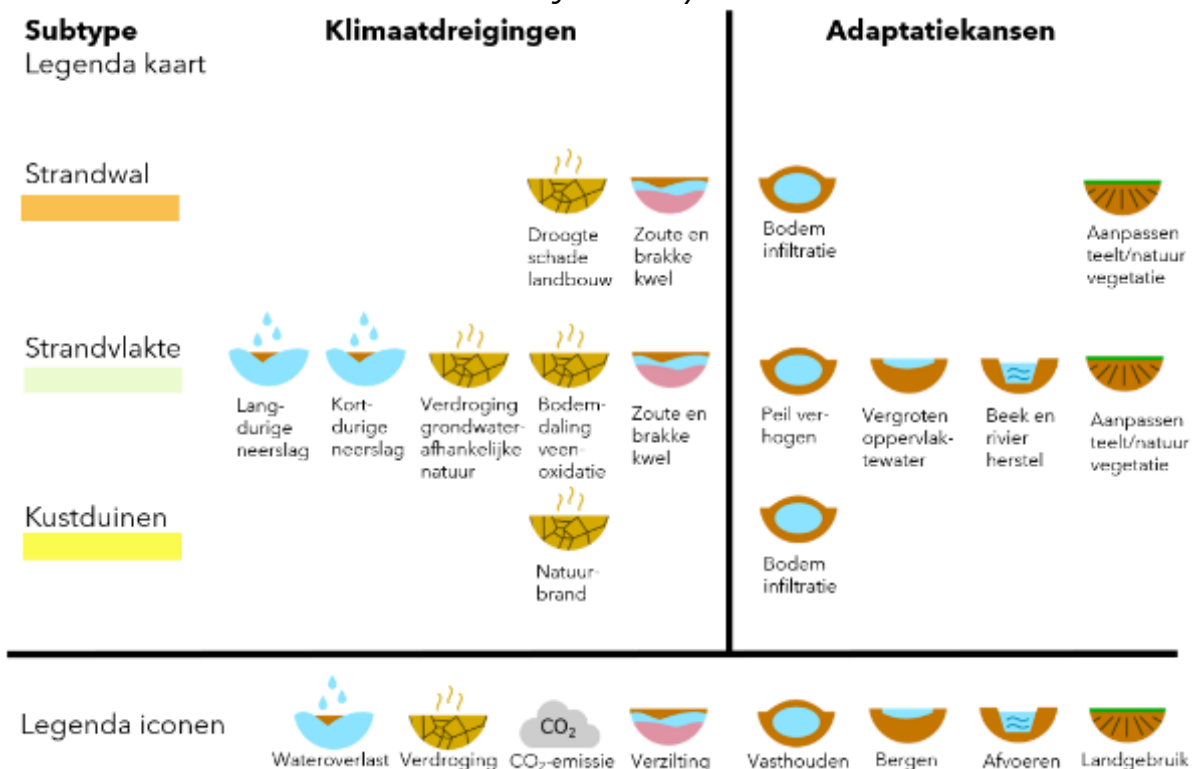 Subtype Klimaatdreigingen Adaptatiekansen
Legenda kaart
Strandwal
Droogte
schade
landbouw
Zoute en
brakke
kwel
Bodem
infiltratie
Aanpassen
teelt/natuur
vegetatie
Strandvlakte
Lang-
durige
neerslag
Kort-
durige
neerslag
Verdroging
grondwater-
afhankelijke
natuur
Bodem-
daling
veen-
oxidatie
Zoute en
brakke
kwel
Peil ver-
hogen
Vergroten
oppervlak-
tewater
Beek en
rivier
herstel
Aanpassen
teelt/natuur
vegetatie
Kustduinen
Natuur-
brand
Bodem
infiltratie
Legenda iconen
CO₂
Wateroverlast Verdroging CO₂-emissie Verzilting Vasthouden Bergen Afvoeren Landgebruik